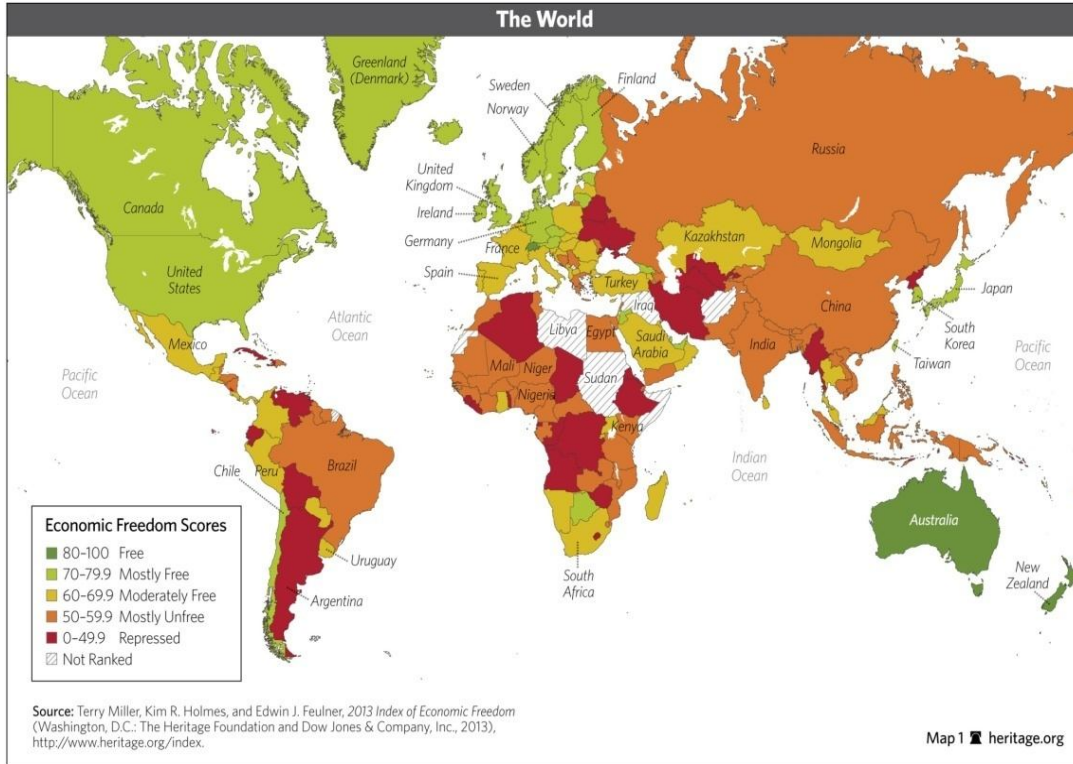 The World
Greenland
(Denmark)
Sweden
Finland
Norway
Russia
United
Kingdom
Canada
Ireland
Germany
France
Kazakhstan
Mongolia
United
States
Spain
Turkey
Japan
Atlantic
Ocean
Iraq
China
South
Korea
Libya
Egypt
Saudi
Arabia
India
Taiwan
Pacific
Ocean
Mexico
Pacific
Ocean
Mali
Niger
Sudan
Nigeria
Kenya
Indian
Ocean
Chile
Peru
Brazil
Economic Freedom Scores
80–100 Free
70–79.9 Mostly Free
60–69.9 Moderately Free
50–59.9 Mostly Unfree
0–49.9 Repressed
Not Ranked
Uruguay
Argentina
South
Africa
Australia
New
Zealand
Source: Terry Miller, Kim R. Holmes, and Edwin J. Feulner, 2013 Index of Economic Freedom
(Washington, D.C.: The Heritage Foundation and Dow Jones & Company, Inc., 2013),
http://www.heritage.org/index.
Map 1 heritage.org